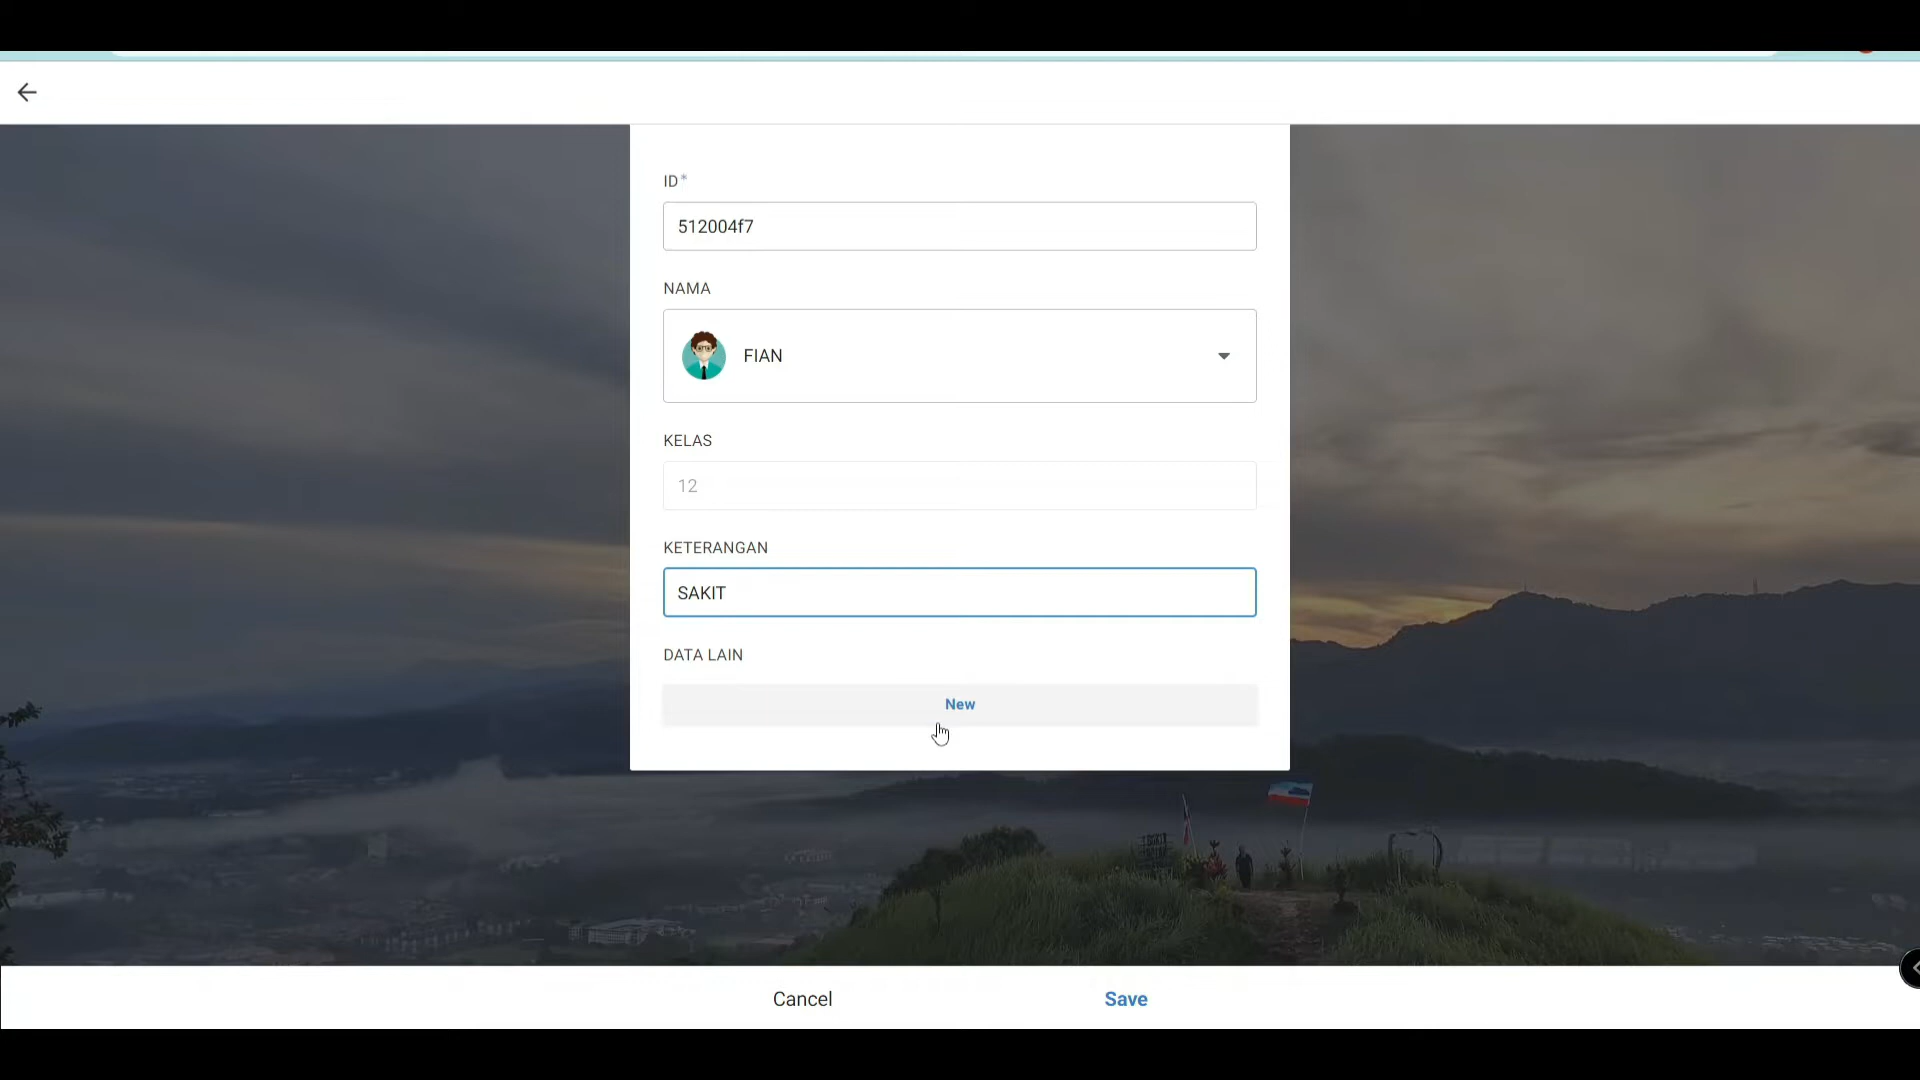 ID*
512004f7
NAMA
FIAN
KELAS
12
KETERANGAN
SAKIT
DATA LAIN
New
Cancel
Save